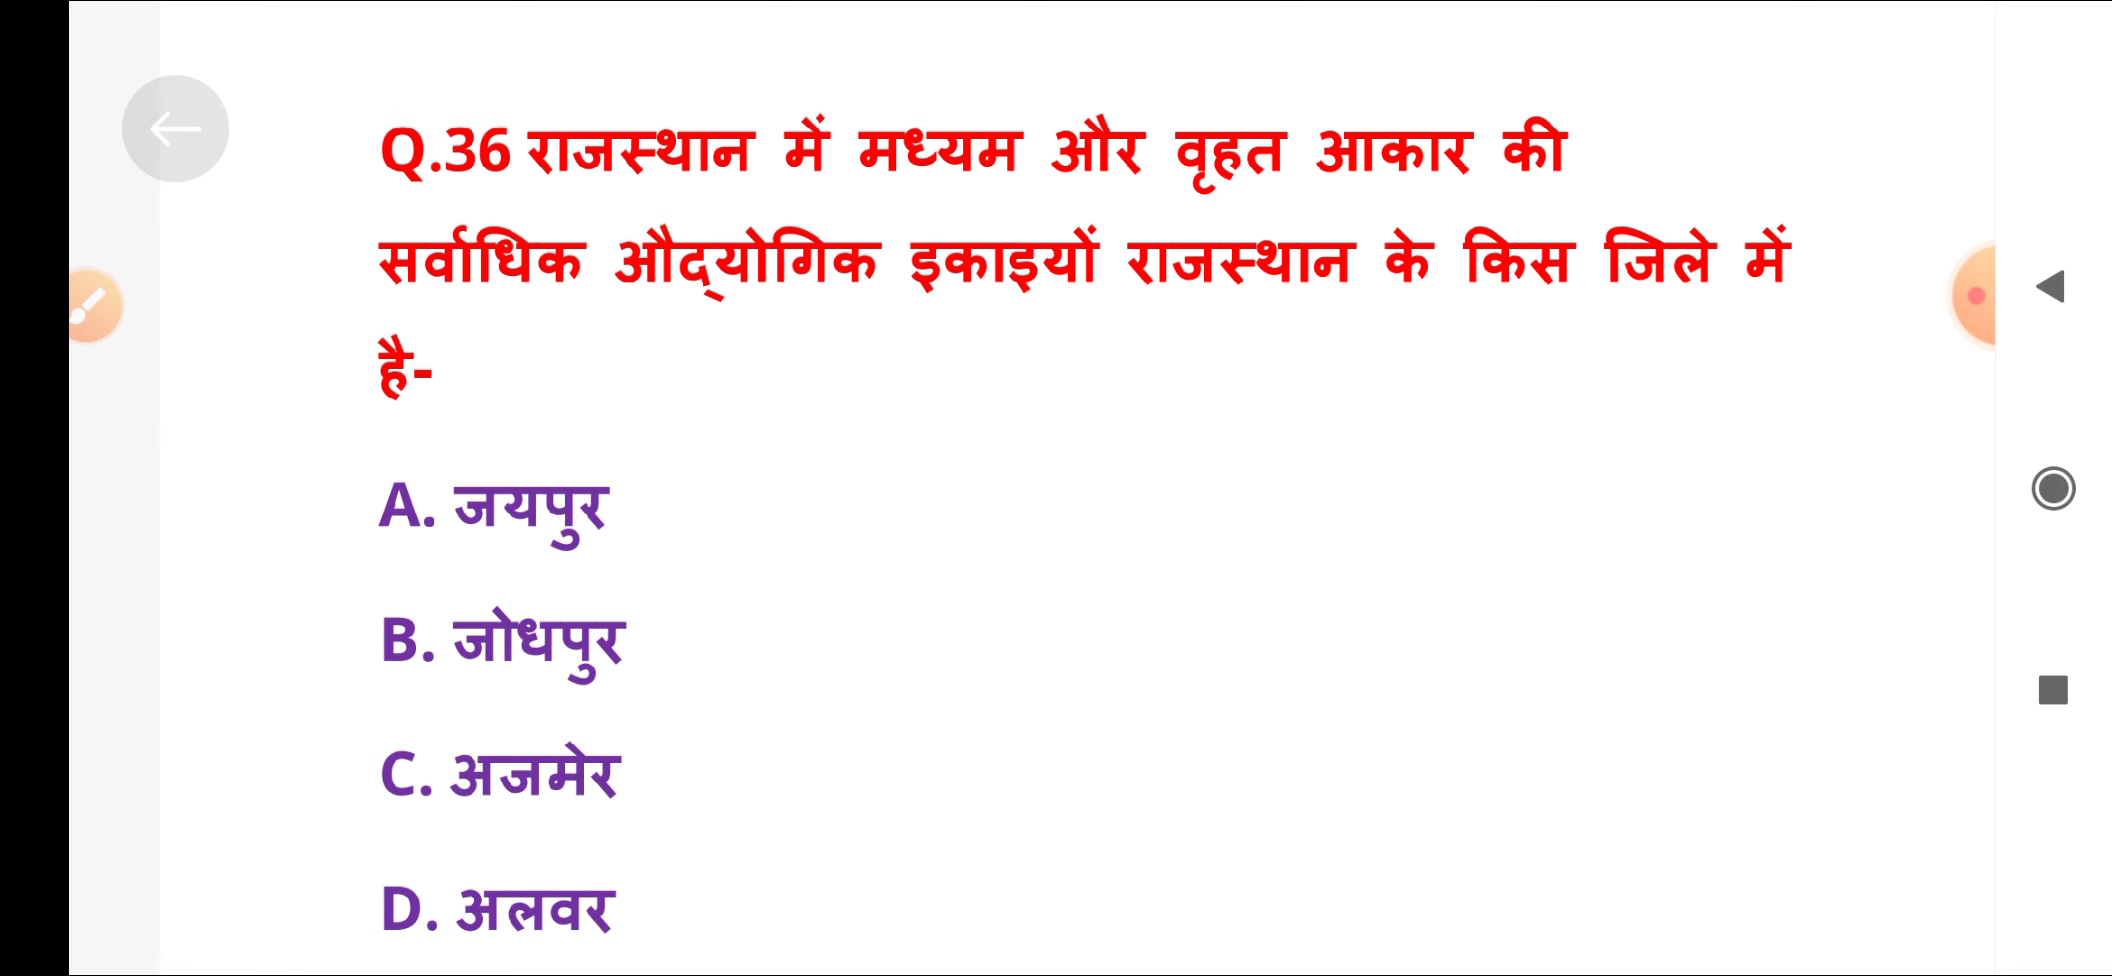 Q.36 राजस्थान में मध्यम और वृहत आकार की
सर्वाधिक औद्योगिक इकाइयों राजस्थान के किस जिले में
है-
A. जयपुर
B. जोधपुर
C. अजमेर
D. अलवर